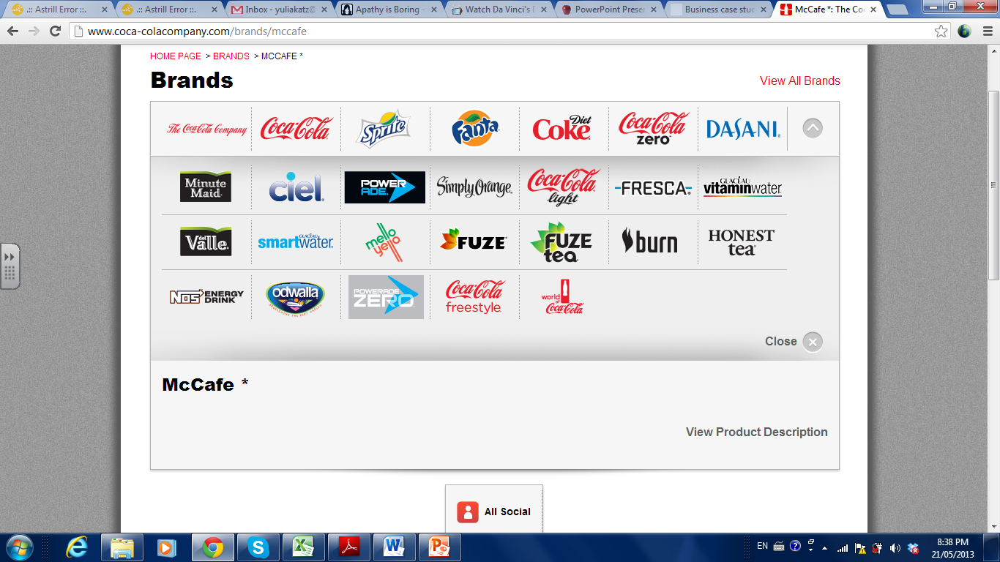 .:: Astrill Error ::.
.:: Astrill Error ::.
Inbox - yuliakatz@
Apathy is Boring -
Watch Da Vinci's D
PowerPoint Presen
Business case stud
McCafe *: The Co
www.coca-colacompany.com/brands/mccafe
HOME PAGE > BRANDS > MCCAFE *
Brands
View All Brands
The Coca-Cola Company
Coca-Cola
Sprite
Fanta
Diet Coke
Coca-Cola zero
DASANI
Minute Maid
ciel
POWERADE
Simply Orange
Coca-Cola light
FRESCA
GLACÉAU vitaminwater
del Valle
GLACÉAU smartwater
mello yello
FUZE
FUZE tea
burn
HONEST tea
NOS ENERGY DRINK
odwalla
POWERADE ZERO
Coca-Cola freestyle
world of Coca-Cola
Close
McCafe *
View Product Description
All Social
EN
8:38 PM
21/05/2013